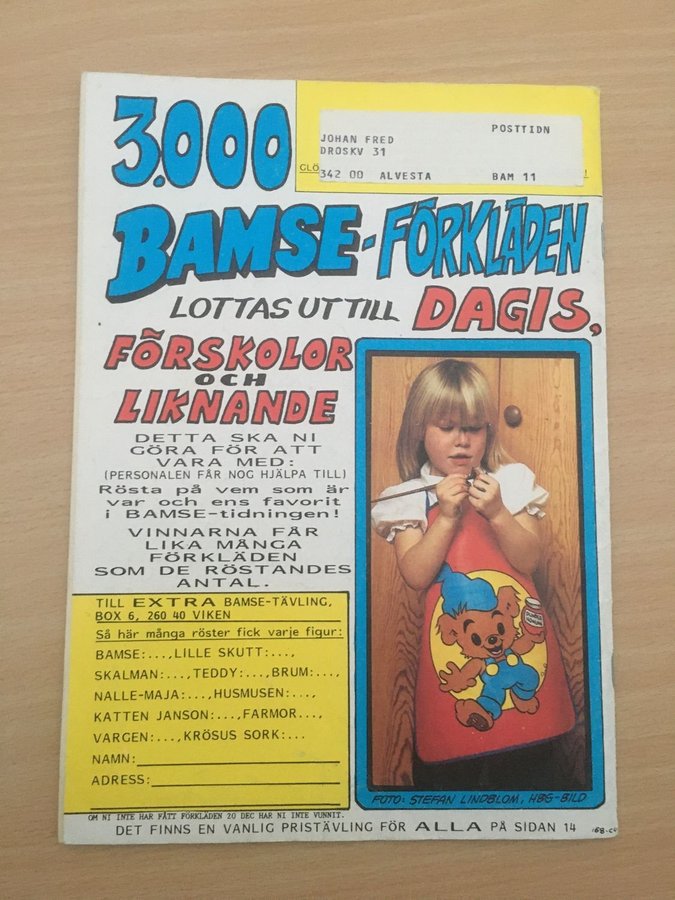 3.000
POSTTIDN
JOHAN FRED
DROSKV 31
GLÖ
342 00 ALVESTA BAM 11
BAMSE-FÖRKLÄDEN
LOTTAS UT TILL DAGIS,
FÖRSKOLOR
OCH
LIKNANDE
DETTA SKA NI
GÖRA FÖR ATT
VARA MED:
(PERSONALEN FÅR NOG HJÄLPA TILL)
Rösta på vem som är
var och ens favorit
i BAMSE-tidningen!
VINNARNA FÅR
LIKA MÅNGA
FÖRKLÄDEN
SOM DE RÖSTANDES
ANTAL.
TILL EXTRA BAMSE-TÄVLING,
BOX 6, 260 40 VIKEN
Så här många röster fick varje figur:
BAMSE:...,LILLE SKUTT:...,
SKALMAN:...,TEDDY:...,BRUM:...,
NALLE-MAJA:...,HUSMUSEN:...,
KATTEN JANSON:...,FARMOR...,
VARGEN:...,KRÖSUS SORK:...
NAMN:
ADRESS:
FOTO: STEFAN LINDBLOM, HBG-BILD
OM NI INTE HAR FÅTT FÖRKLÄDEN 20 DEC HAR NI INTE VUNNIT.
DET FINNS EN VANLIG PRISTÄVLING FÖR ALLA PÅ SIDAN 14